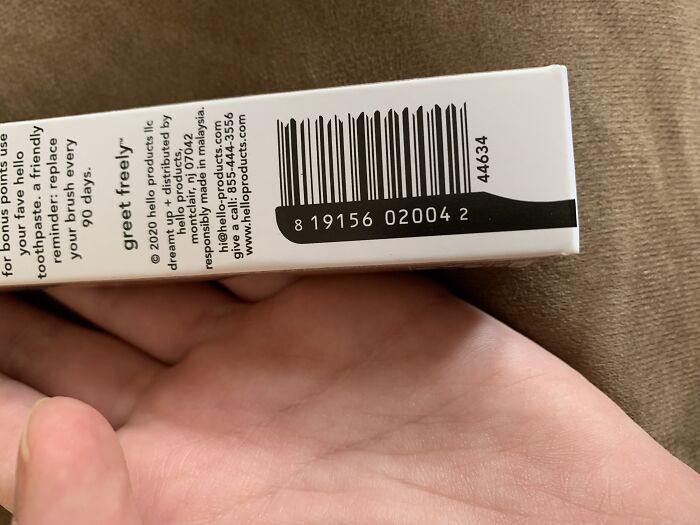 for bonus points use
your fave hello
toothpaste. a friendly
reminder: replace
your brush every
90 days.
greet freely™
© 2020 hello products llc
dreamt up + distributed by
hello products,
montclair, nj 07042
responsibly made in malaysia.
hi@hello-products.com
give a call: 855-444-3556
www.helloproducts.com
8 19156 02004 2
44634